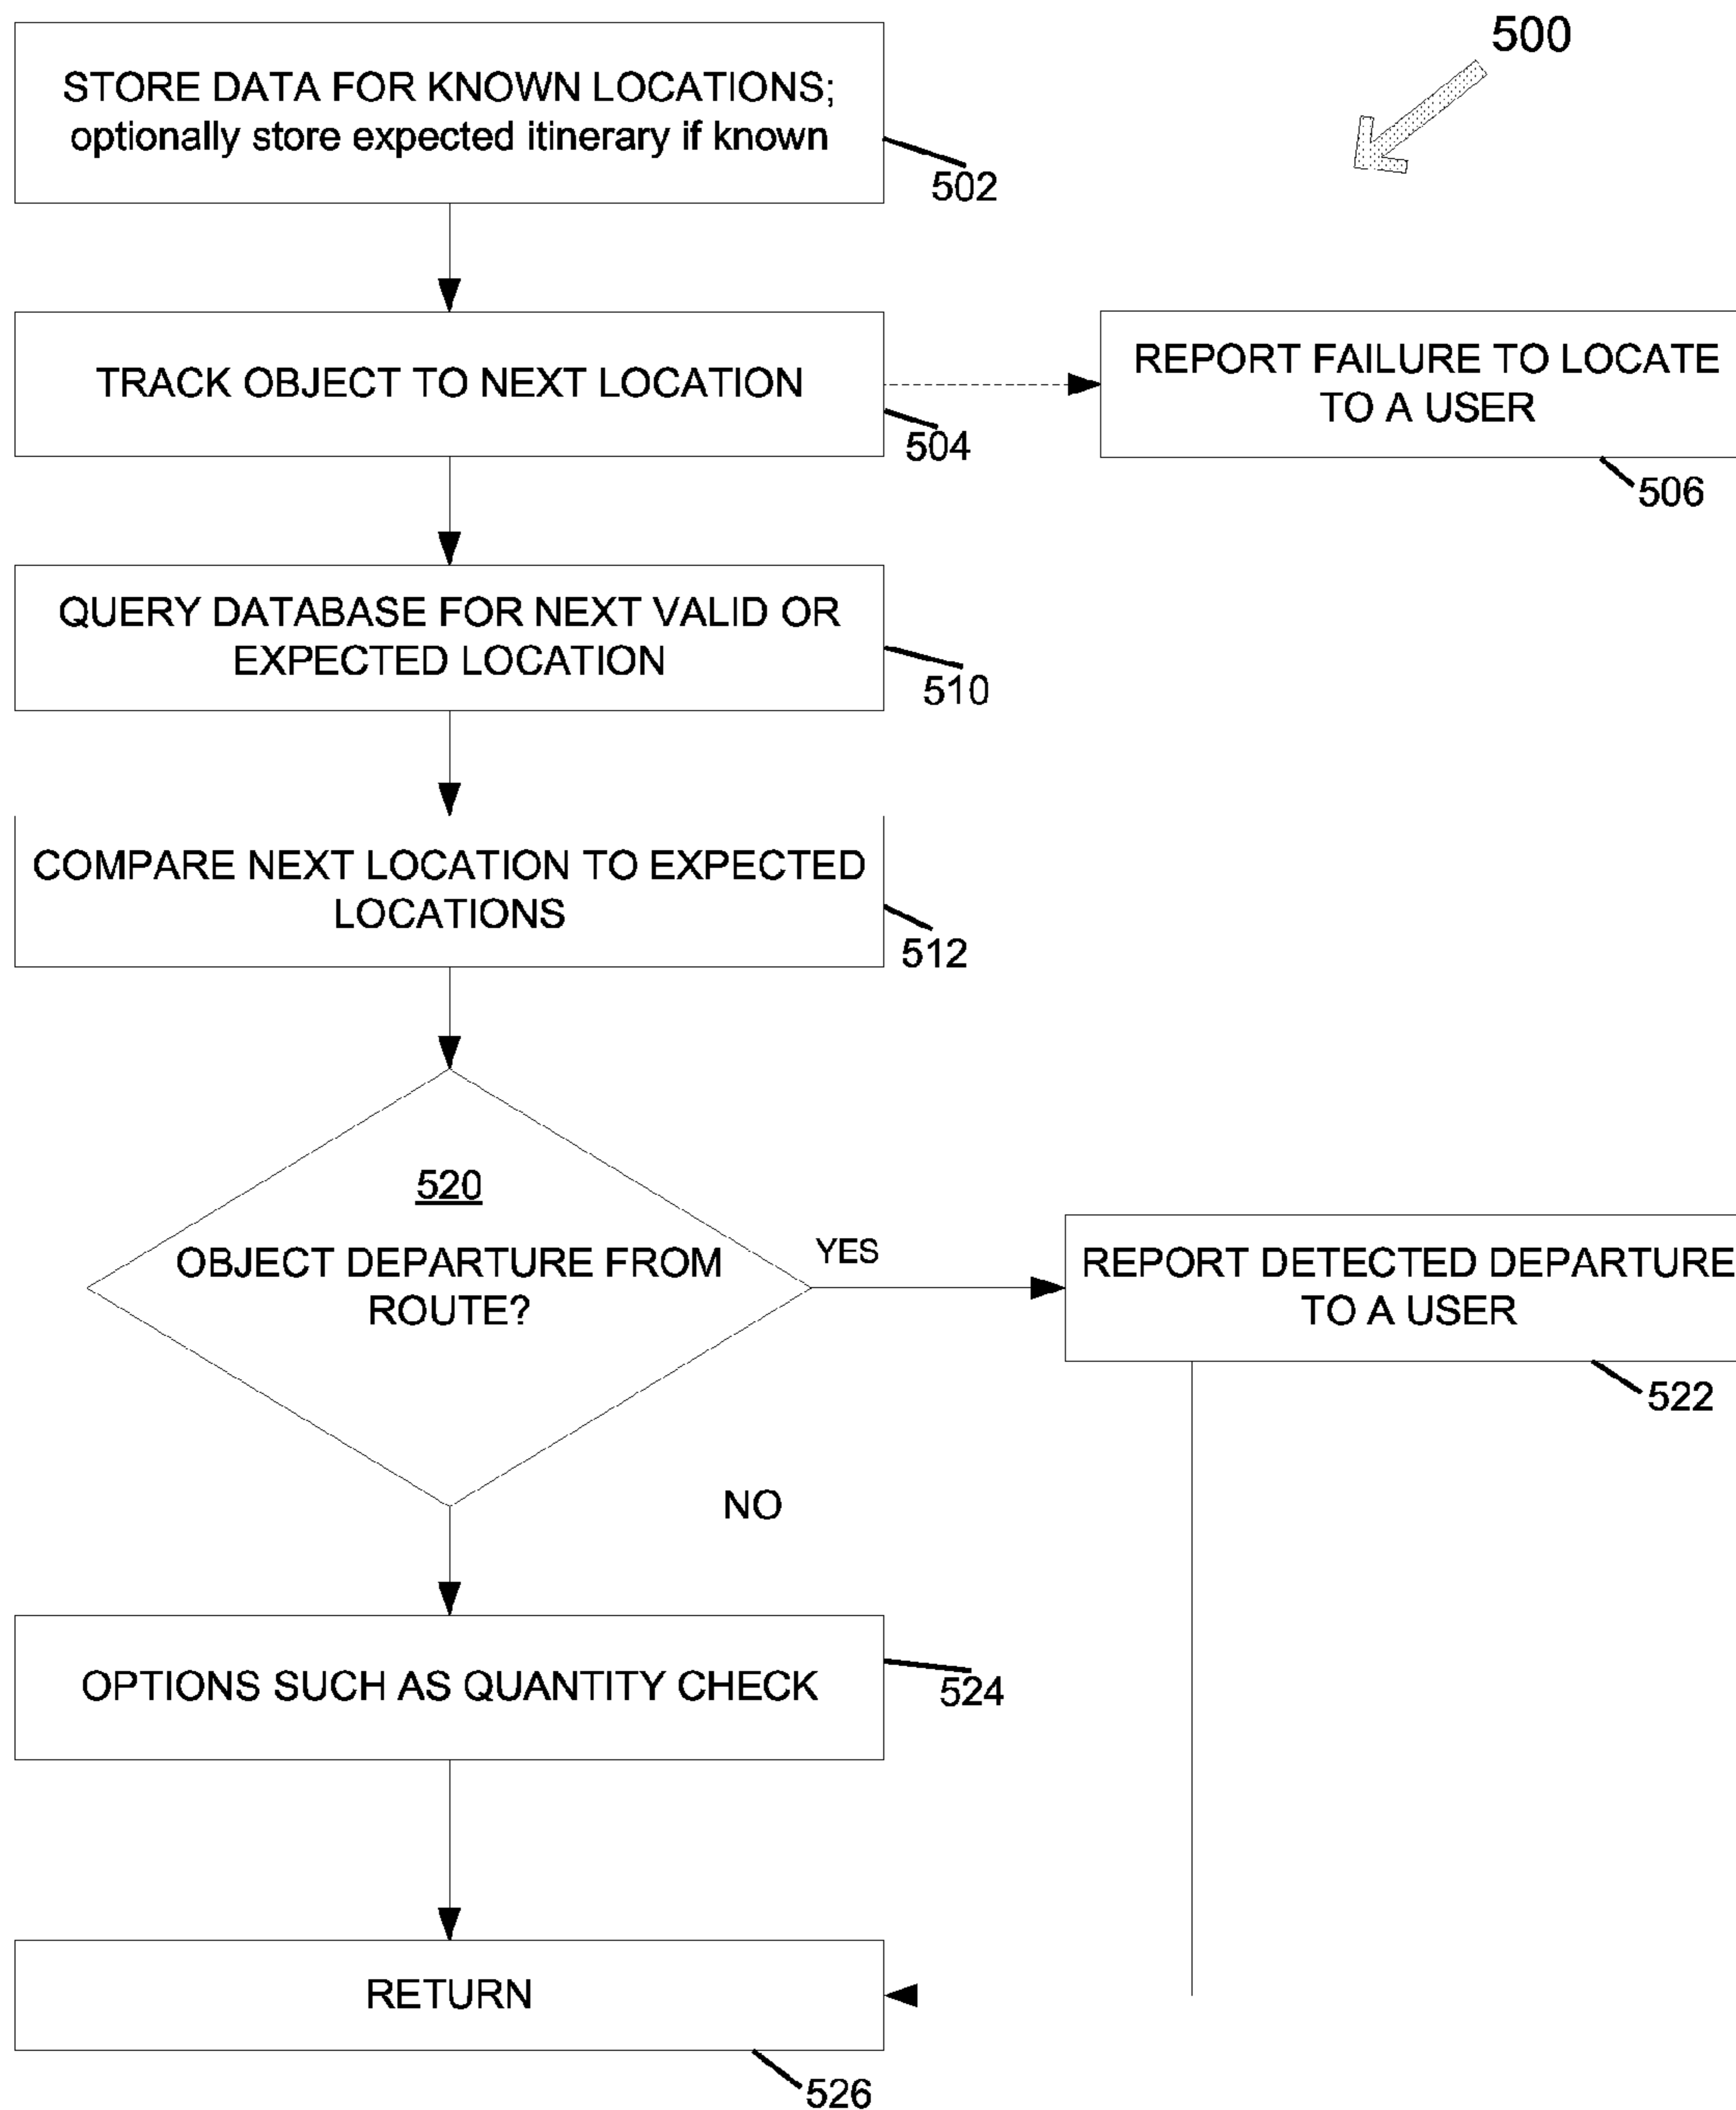 500
STORE DATA FOR KNOWN LOCATIONS;
optionally store expected itinerary if known
502
TRACK OBJECT TO NEXT LOCATION
504
REPORT FAILURE TO LOCATE
TO A USER
506
QUERY DATABASE FOR NEXT VALID OR
EXPECTED LOCATION
510
COMPARE NEXT LOCATION TO EXPECTED
LOCATIONS
512
520
OBJECT DEPARTURE FROM
ROUTE?
YES
REPORT DETECTED DEPARTURE
TO A USER
522
NO
OPTIONS SUCH AS QUANTITY CHECK
524
RETURN
526